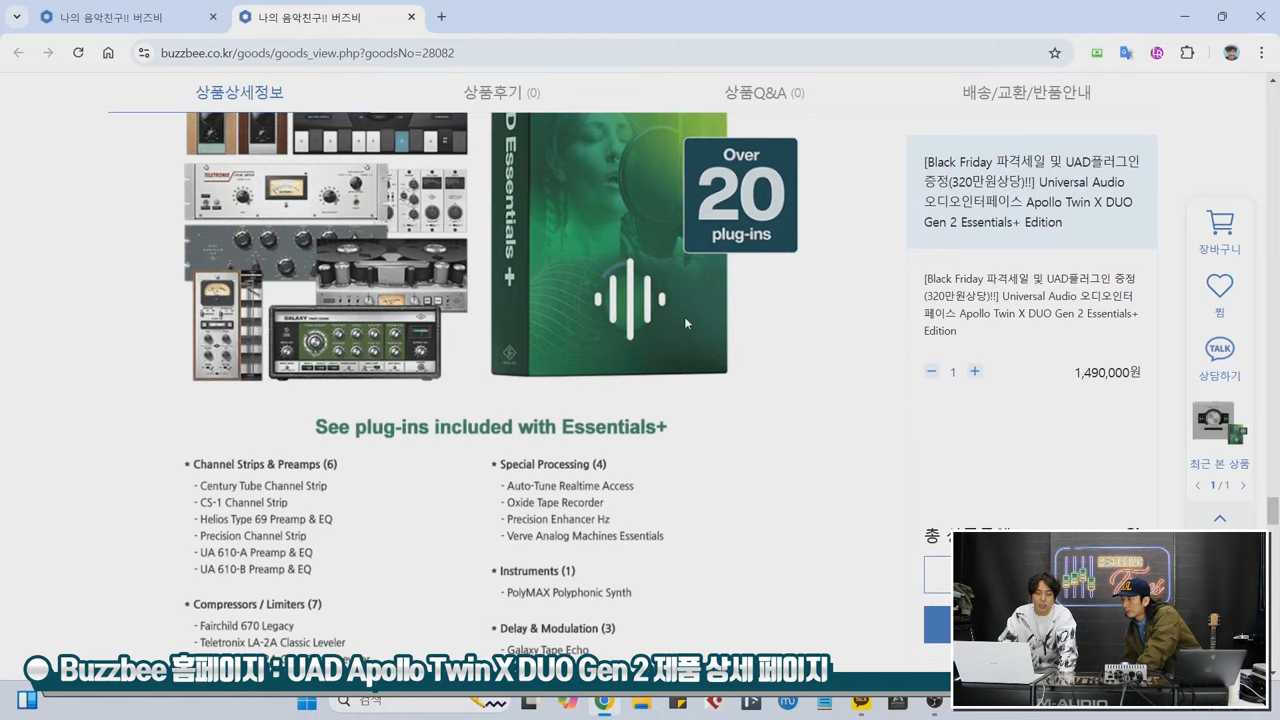 나의 음악친구!! 버즈비
나의 음악친구!! 버즈비
buzzbee.co.kr/goods/goods_view.php?goodsNo=28082
상품상세정보
상품후기 (0)
상품Q&A (0)
배송/교환/반품안내
D Essentials +
Over
20
plug-ins
TELETRONIX
GALAXY
[Black Friday 파격세일 및 UAD플러그인
증정(320만원상당)!!] Universal Audio
오디오인터페이스 Apollo Twin X DUO
Gen 2 Essentials+ Edition
[Black Friday 파격세일 및 UAD플러그인 증정
(320만원상당)!!] Universal Audio 오디오인터
페이스 Apollo Twin X DUO Gen 2 Essentials+
Edition
1
1,490,000원
장바구니
찜
TALK
상담하기
최근 본 상품
1 / 1
See plug-ins included with Essentials+
* Channel Strips & Preamps (6)
- Century Tube Channel Strip
- CS-1 Channel Strip
- Helios Type 69 Preamp & EQ
- Precision Channel Strip
- UA 610-A Preamp & EQ
- UA 610-B Preamp & EQ
* Compressors / Limiters (7)
- Fairchild 670 Legacy
- Teletronix LA-2A Classic Leveler
* Special Processing (4)
- Auto-Tune Realtime Access
- Oxide Tape Recorder
- Precision Enhancer Hz
- Verve Analog Machines Essentials
* Instruments (1)
- PolyMAX Polyphonic Synth
* Delay & Modulation (3)
- Galaxy Tape Echo
Buzzbee 홈페이지 : UAD Apollo Twin X DUO Gen 2 제품 상세 페이지
검색
M-AUDIO